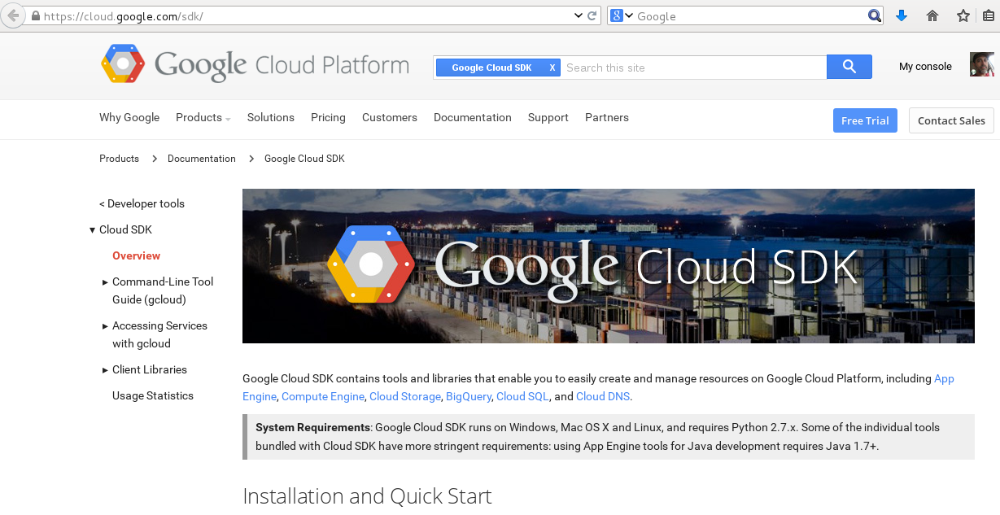 https://cloud.google.com/sdk/
8 Google
Google Cloud Platform
Google Cloud SDK X Search this site
My console
Why Google Products Solutions Pricing Customers Documentation Support Partners
Free Trial Contact Sales
Products > Documentation > Google Cloud SDK
< Developer tools
Cloud SDK
Overview
Command-Line Tool
Guide (gcloud)
Accessing Services
with gcloud
Client Libraries
Usage Statistics
Google Cloud SDK
Google Cloud SDK contains tools and libraries that enable you to easily create and manage resources on Google Cloud Platform, including App
Engine, Compute Engine, Cloud Storage, BigQuery, Cloud SQL, and Cloud DNS.
System Requirements: Google Cloud SDK runs on Windows, Mac OS X and Linux, and requires Python 2.7.x. Some of the individual tools
bundled with Cloud SDK have more stringent requirements: using App Engine tools for Java development requires Java 1.7+.
Installation and Quick Start